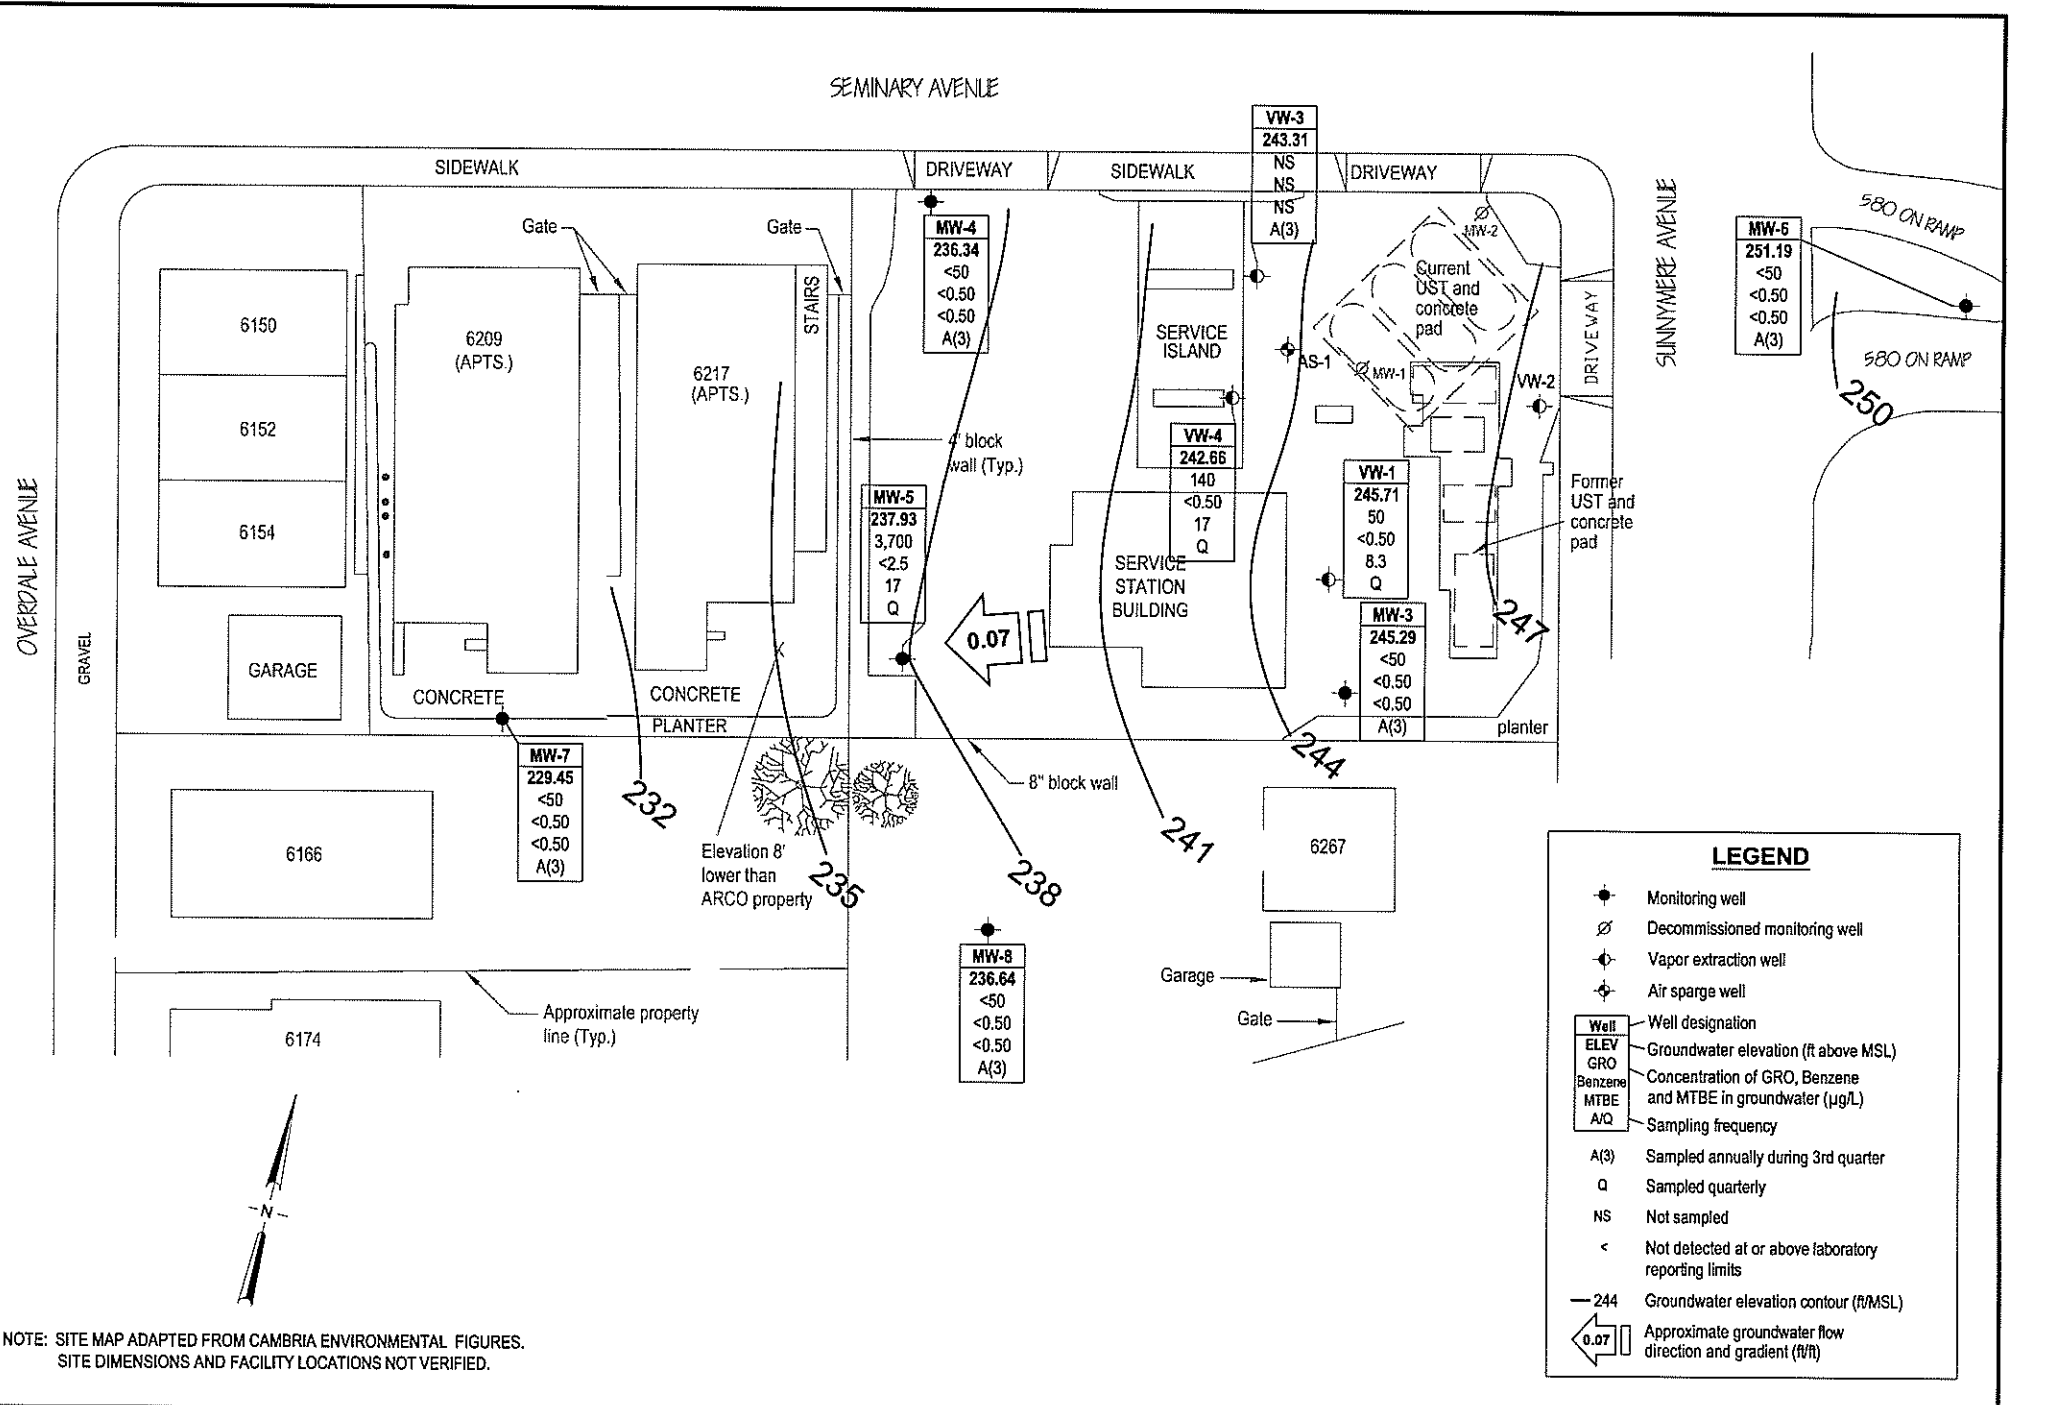 SEMINARY AVENUE
SIDEWALK
DRIVEWAY
SIDEWALK
DRIVEWAY
VW-3
243.31
NS
NS
NS
A(3)
SUNNYMERE AVENUE
580 ON RAMP
580 ON RAMP
MW-6
251.19
<50
<0.50
<0.50
A(3)
250
Gate
Gate
MW-4
236.34
<50
<0.50
<0.50
A(3)
MW-2
Current
UST and
concrete
pad
DRIVEWAY
STAIRS
6150
6152
6154
6209
(APTS.)
6217
(APTS.)
SERVICE
ISLAND
AS-1
MW-1
VW-2
4' block
wall (Typ.)
VW-4
242.66
140
<0.50
17
Q
VW-1
245.71
50
<0.50
8.3
Q
Former
UST and
concrete
pad
MW-5
237.93
3,700
<2.5
17
Q
SERVICE
STATION
BUILDING
0.07
MW-3
245.29
<50
<0.50
<0.50
A(3)
247
OVERDALE AVENUE
GRAVEL
GARAGE
CONCRETE
CONCRETE
PLANTER
planter
MW-7
229.45
<50
<0.50
<0.50
A(3)
232
235
238
241
244
8" block wall
Elevation 8'
lower than
ARCO property
6166
6267
MW-8
236.64
<50
<0.50
<0.50
A(3)
Garage
Gate
Approximate property
line (Typ.)
6174
N
LEGEND
Monitoring well
Decommissioned monitoring well
Vapor extraction well
Air sparge well
Well
ELEV
GRO
Benzene
MTBE
A/Q
Well designation
Groundwater elevation (ft above MSL)
Concentration of GRO, Benzene
and MTBE in groundwater (µg/L)
Sampling frequency
A(3) Sampled annually during 3rd quarter
Q Sampled quarterly
NS Not sampled
< Not detected at or above laboratory
reporting limits
244 Groundwater elevation contour (ft/MSL)
0.07 Approximate groundwater flow
direction and gradient (ft/ft)
NOTE: SITE MAP ADAPTED FROM CAMBRIA ENVIRONMENTAL FIGURES.
SITE DIMENSIONS AND FACILITY LOCATIONS NOT VERIFIED.